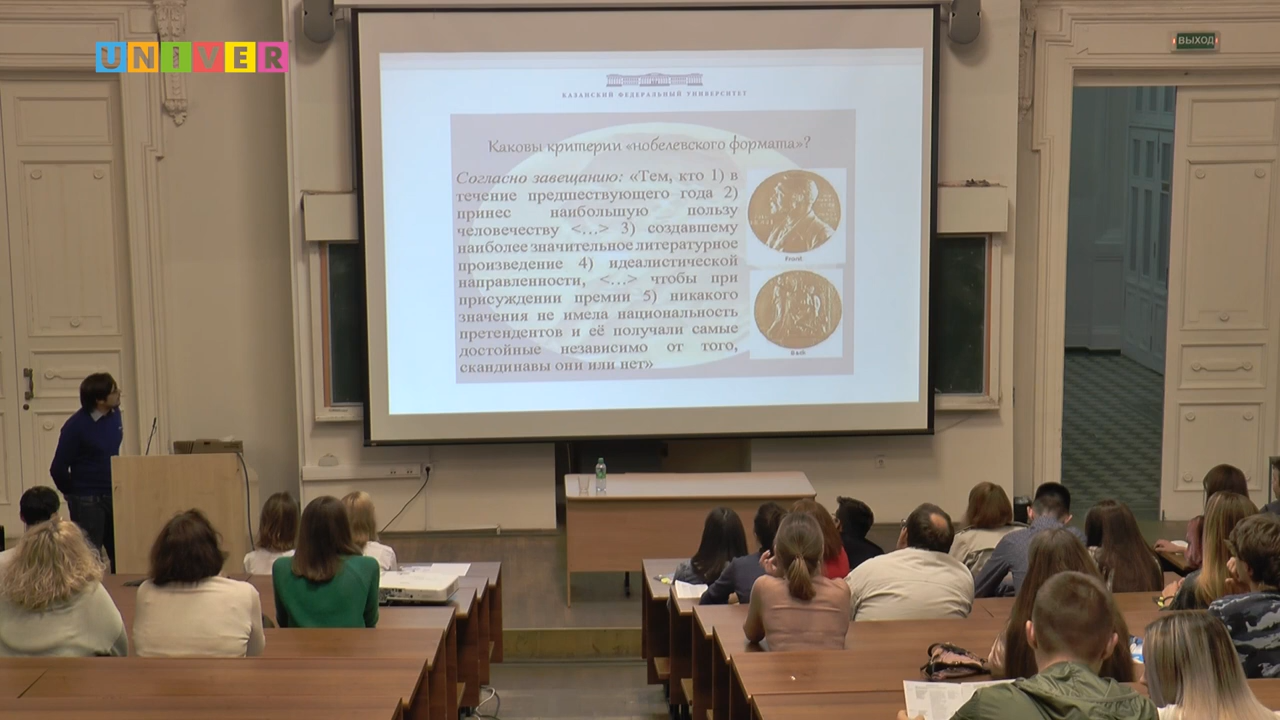 UNIVER
ВЫХОД
КАЗАНСКИЙ ФЕДЕРАЛЬНЫЙ УНИВЕРСИТЕТ
Каковы критерии «нобелевского формата»?
Согласно завещанию: «Тем, кто 1) в
течение предшествующего года 2)
принес наибольшую пользу
человечеству <…> 3) создавшему
наиболее значительное литературное
произведение 4) идеалистической
направленности, <…> чтобы при
присуждении премии 5) никакого
значения не имела национальность
претендентов и её получали самые
достойные независимо от того,
скандинавы они или нет»
Front
Back